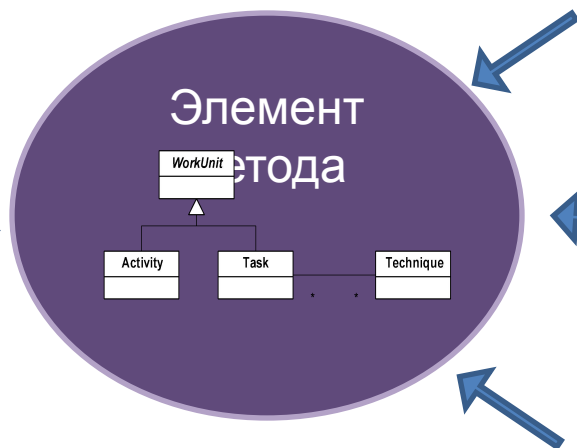 Элемент
етода
WorkUnit
Activity Task Technique
* *